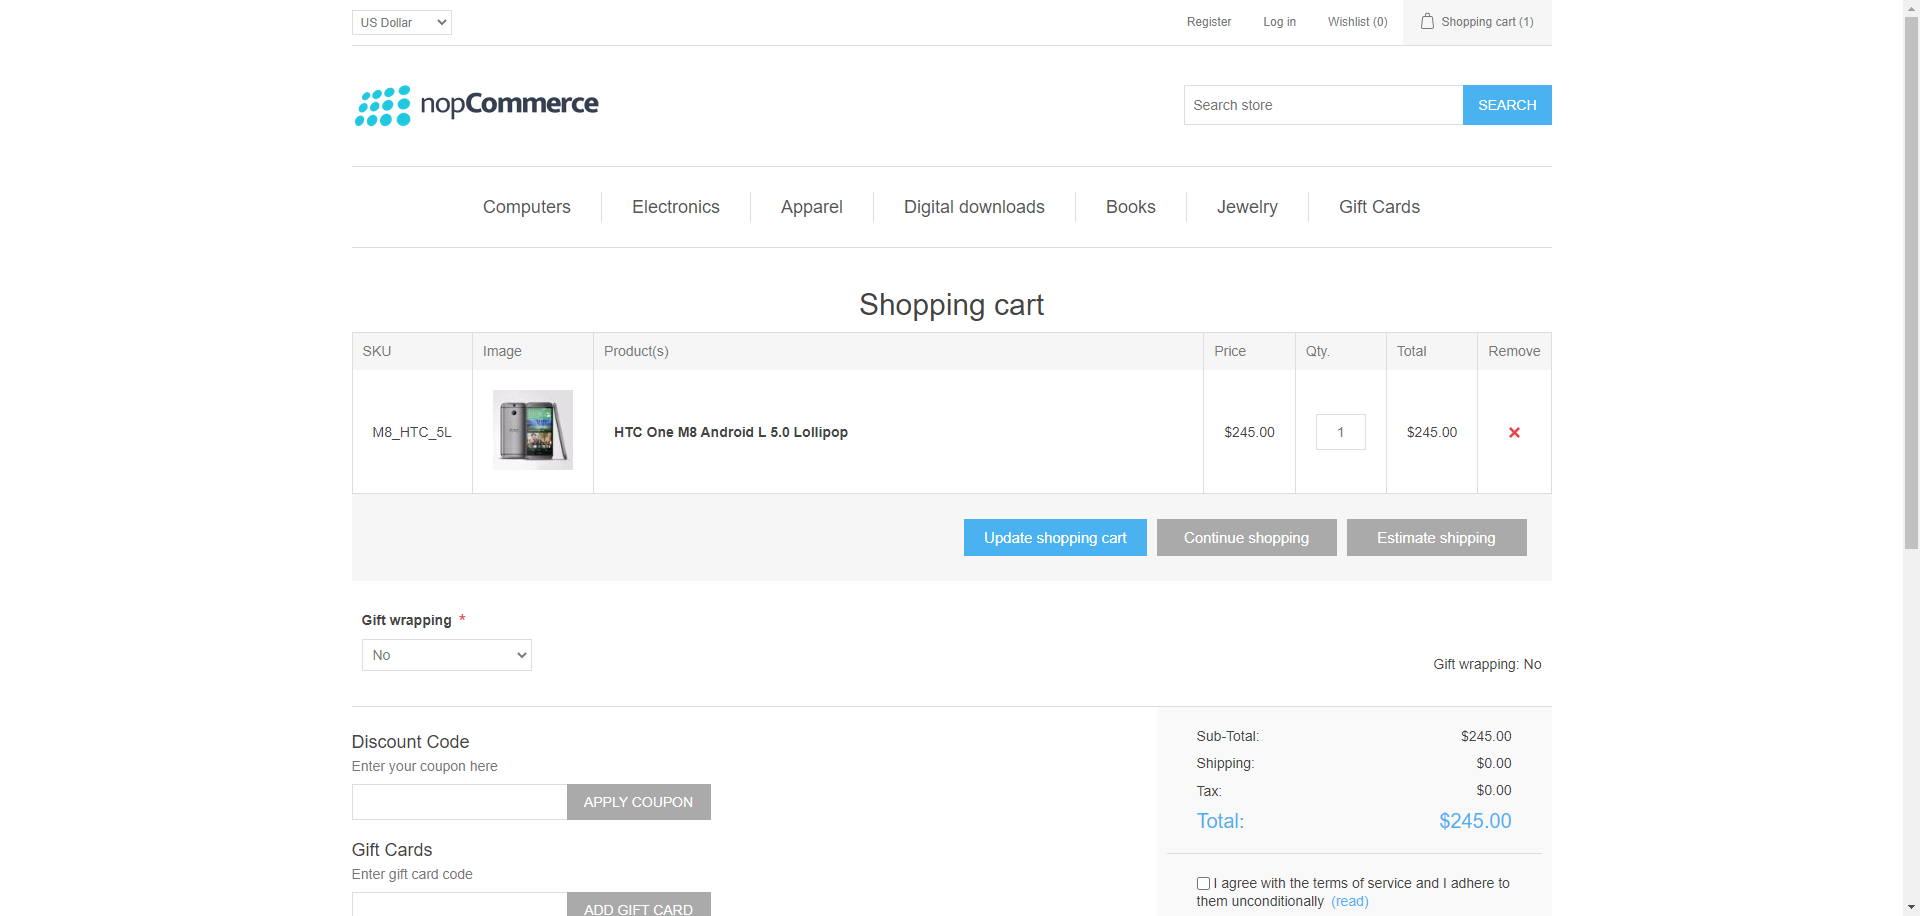 US Dollar
Register
Log in
Wishlist (0)
Shopping cart (1)
nopCommerce
Search store
SEARCH
Computers
Electronics
Apparel
Digital downloads
Books
Jewelry
Gift Cards
Shopping cart
SKU
Image
Product(s)
Price
Qty.
Total
Remove
M8_HTC_5L
HTC One M8 Android L 5.0 Lollipop
$245.00
1
$245.00
Update shopping cart
Continue shopping
Estimate shipping
Gift wrapping *
No
Gift wrapping: No
Discount Code
Enter your coupon here
APPLY COUPON
Gift Cards
Enter gift card code
ADD GIFT CARD
Sub-Total: $245.00
Shipping: $0.00
Tax: $0.00
Total: $245.00
I agree with the terms of service and I adhere to
them unconditionally (read)